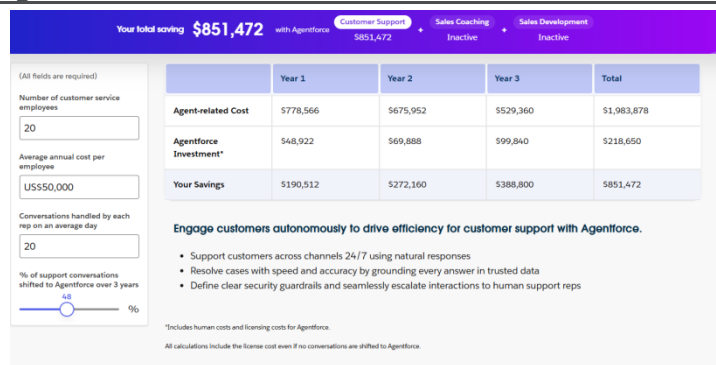 Your total saving $851,472 with Agentforce Customer Support $851,472 + Sales Coaching Inactive + Sales Development Inactive
(All fields are required)
Number of customer service
employees
20
Average annual cost per
employee
US$50,000
Conversations handled by each
rep on an average day
20
% of support conversations
shifted to Agentforce over 3 years
48
%
Year 1 Year 2 Year 3 Total
Agent-related Cost $778,566 $675,952 $529,360 $1,983,878
Agentforce
Investment* $48,922 $69,888 $99,840 $218,650
Your Savings $190,512 $272,160 $388,800 $851,472
Engage customers autonomously to drive efficiency for customer support with Agentforce.
• Support customers across channels 24/7 using natural responses
• Resolve cases with speed and accuracy by grounding every answer in trusted data
• Define clear security guardrails and seamlessly escalate interactions to human support reps
*Includes human costs and licensing costs for Agentforce.
All calculations include the license cost even if no conversations are shifted to Agentforce.